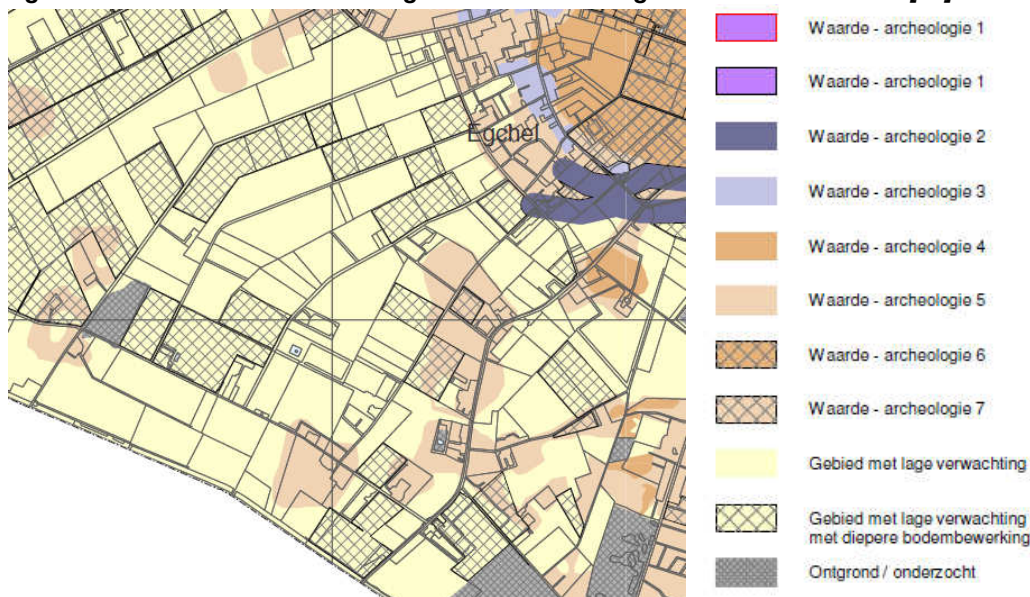 Egchel
Waarde - archeologie 1
Waarde - archeologie 1
Waarde - archeologie 2
Waarde - archeologie 3
Waarde - archeologie 4
Waarde - archeologie 5
Waarde - archeologie 6
Waarde - archeologie 7
Gebied met lage verwachting
Gebied met lage verwachting
met diepere bodembewerking
Ontgrond / onderzocht